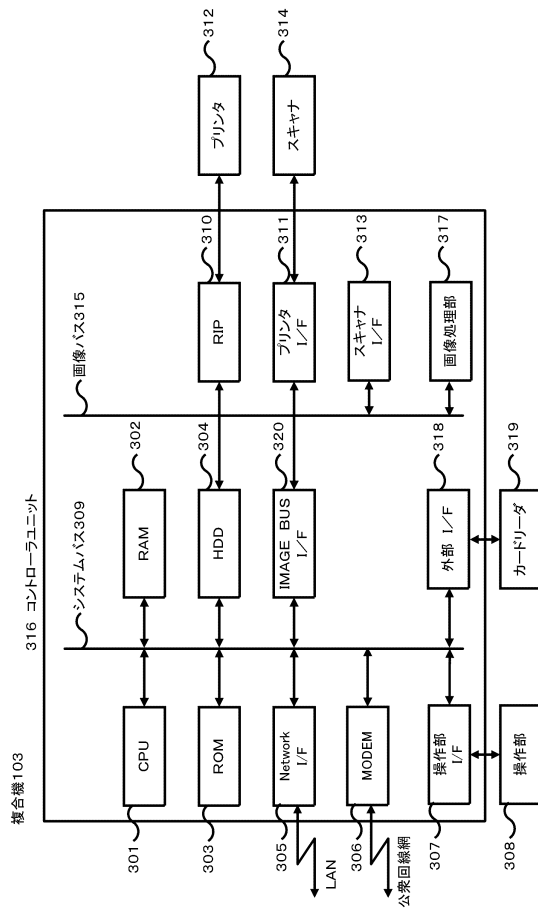 複合機103
316 コントローラユニット
システムバス309
画像バス315
301
CPU
302
RAM
303
ROM
304
HDD
310
RIP
312
プリンタ
305
Network
I/F
LAN
320
IMAGE BUS
I/F
311
プリンタ
I/F
314
スキャナ
306
MODEM
公衆回線網
313
スキャナ
I/F
307
操作部
I/F
318
外部 I/F
317
画像処理部
308
操作部
319
カードリーダ